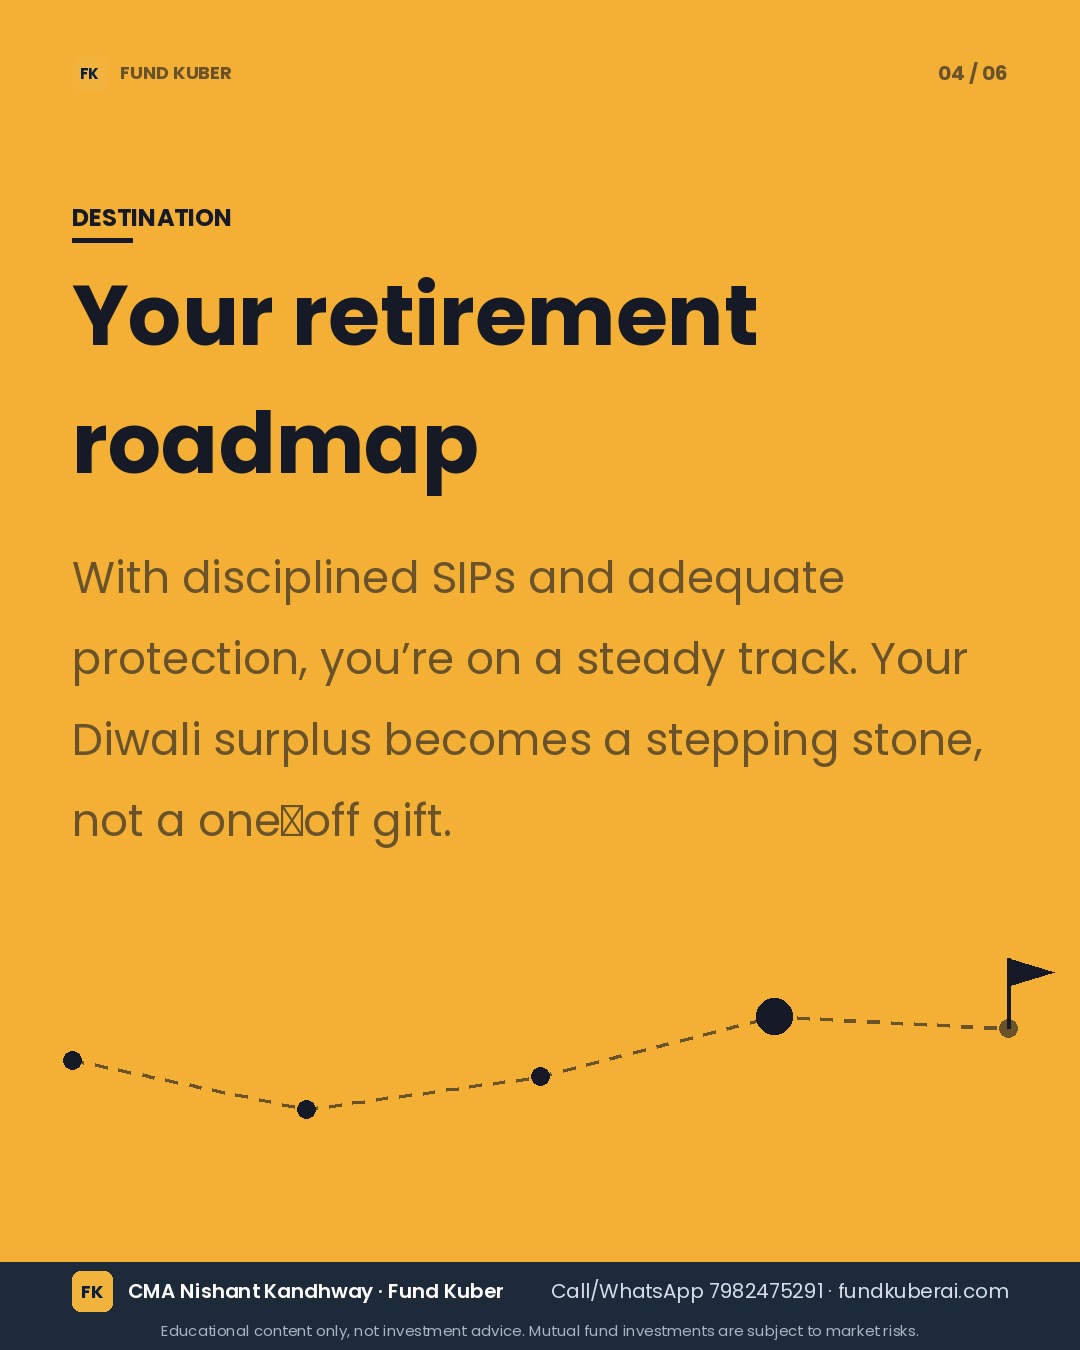 FK FUND KUBER
04 / 06
DESTINATION
Your retirement
roadmap
With disciplined SIPs and adequate
protection, you’re on a steady track. Your
Diwali surplus becomes a stepping stone,
not a one☒off gift.
FK CMA Nishant Kandhway · Fund Kuber
Call/WhatsApp 7982475291 · fundkuberai.com
Educational content only, not investment advice. Mutual fund investments are subject to market risks.